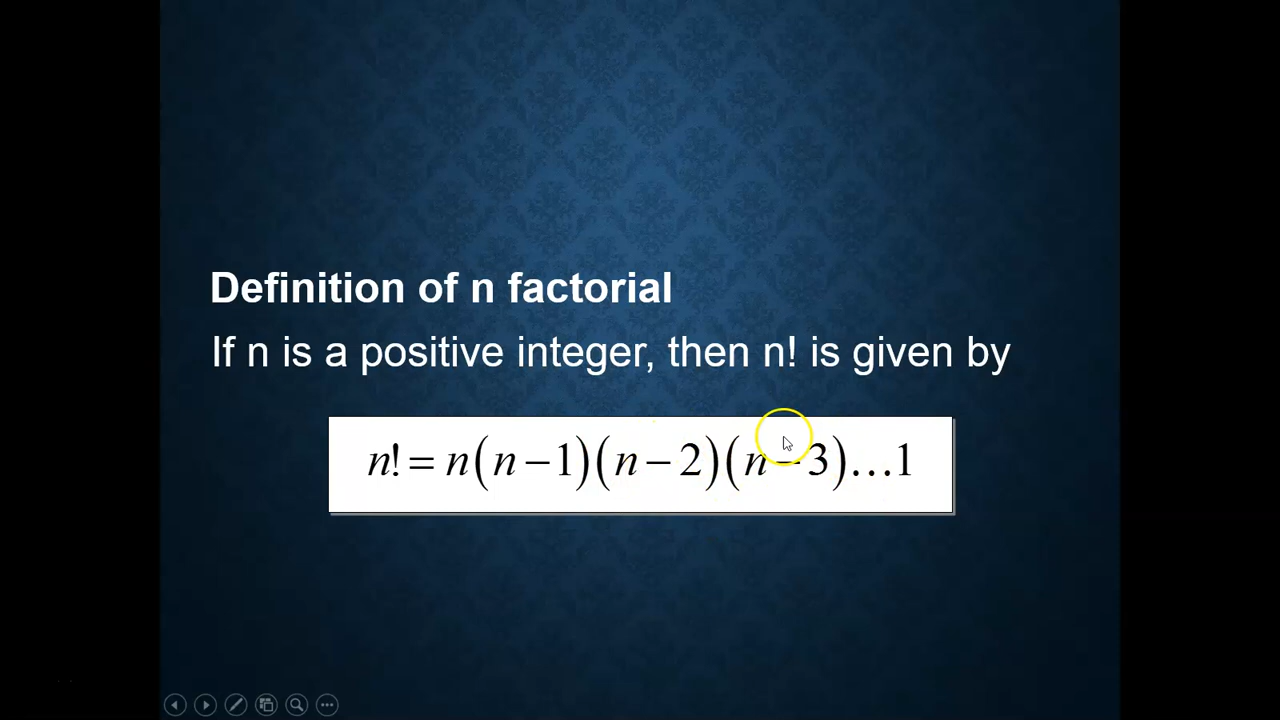 Definition of n factorial
If n is a positive integer, then n! is given by
n! = n(n−1)(n−2)(n−3)…1